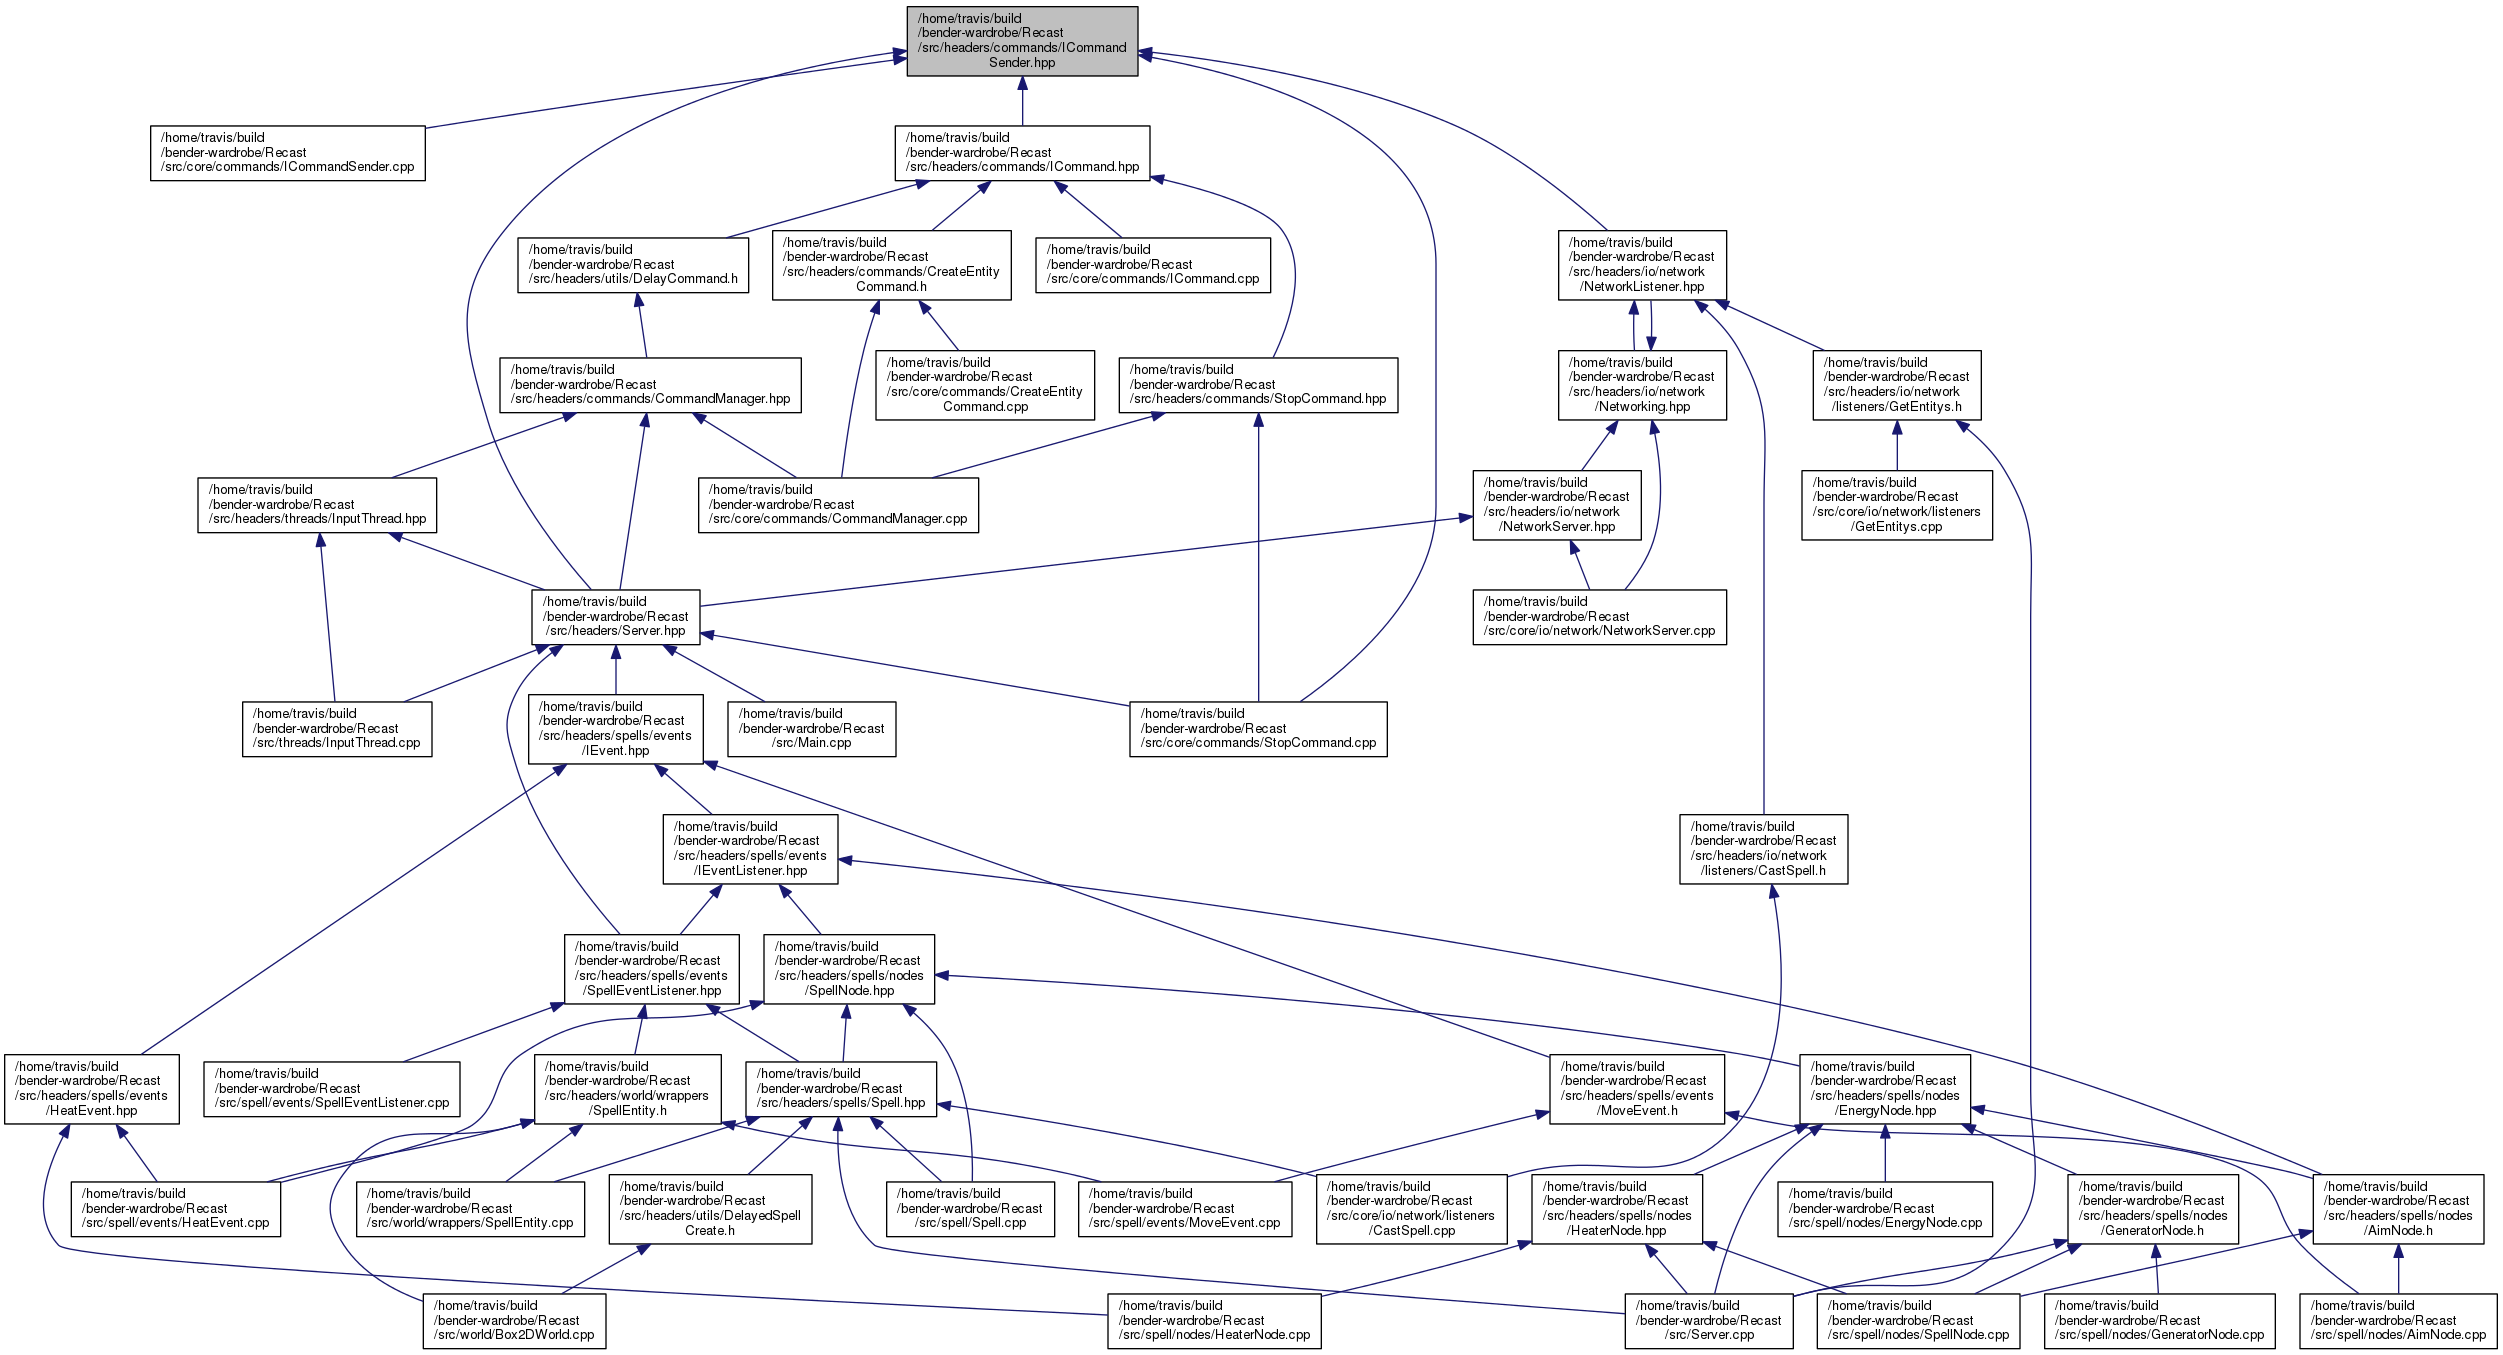 /home/travis/build
/bender-wardrobe/Recast
/src/headers/commands/ICommand
Sender.hpp
/home/travis/build
/bender-wardrobe/Recast
/src/core/commands/ICommandSender.cpp
/home/travis/build
/bender-wardrobe/Recast
/src/headers/commands/ICommand.hpp
/home/travis/build
/bender-wardrobe/Recast
/src/headers/utils/DelayCommand.h
/home/travis/build
/bender-wardrobe/Recast
/src/headers/commands/CreateEntity
Command.h
/home/travis/build
/bender-wardrobe/Recast
/src/core/commands/ICommand.cpp
/home/travis/build
/bender-wardrobe/Recast
/src/headers/io/network
/NetworkListener.hpp
/home/travis/build
/bender-wardrobe/Recast
/src/headers/commands/CommandManager.hpp
/home/travis/build
/bender-wardrobe/Recast
/src/core/commands/CreateEntity
Command.cpp
/home/travis/build
/bender-wardrobe/Recast
/src/headers/commands/StopCommand.hpp
/home/travis/build
/bender-wardrobe/Recast
/src/headers/io/network
/Networking.hpp
/home/travis/build
/bender-wardrobe/Recast
/src/headers/io/network
/listeners/GetEntitys.h
/home/travis/build
/bender-wardrobe/Recast
/src/headers/threads/InputThread.hpp
/home/travis/build
/bender-wardrobe/Recast
/src/core/commands/CommandManager.cpp
/home/travis/build
/bender-wardrobe/Recast
/src/headers/io/network
/NetworkServer.hpp
/home/travis/build
/bender-wardrobe/Recast
/src/core/io/network/listeners
/GetEntitys.cpp
/home/travis/build
/bender-wardrobe/Recast
/src/headers/Server.hpp
/home/travis/build
/bender-wardrobe/Recast
/src/core/io/network/NetworkServer.cpp
/home/travis/build
/bender-wardrobe/Recast
/src/threads/InputThread.cpp
/home/travis/build
/bender-wardrobe/Recast
/src/headers/spells/events
/IEvent.hpp
/home/travis/build
/bender-wardrobe/Recast
/src/Main.cpp
/home/travis/build
/bender-wardrobe/Recast
/src/core/commands/StopCommand.cpp
/home/travis/build
/bender-wardrobe/Recast
/src/headers/spells/events
/IEventListener.hpp
/home/travis/build
/bender-wardrobe/Recast
/src/headers/io/network
/listeners/CastSpell.h
/home/travis/build
/bender-wardrobe/Recast
/src/headers/spells/events
/SpellEventListener.hpp
/home/travis/build
/bender-wardrobe/Recast
/src/headers/spells/nodes
/SpellNode.hpp
/home/travis/build
/bender-wardrobe/Recast
/src/headers/spells/events
/HeatEvent.hpp
/home/travis/build
/bender-wardrobe/Recast
/src/spell/events/SpellEventListener.cpp
/home/travis/build
/bender-wardrobe/Recast
/src/headers/world/wrappers
/SpellEntity.h
/home/travis/build
/bender-wardrobe/Recast
/src/headers/spells/Spell.hpp
/home/travis/build
/bender-wardrobe/Recast
/src/headers/spells/events
/MoveEvent.h
/home/travis/build
/bender-wardrobe/Recast
/src/headers/spells/nodes
/EnergyNode.hpp
/home/travis/build
/bender-wardrobe/Recast
/src/spell/events/HeatEvent.cpp
/home/travis/build
/bender-wardrobe/Recast
/src/world/wrappers/SpellEntity.cpp
/home/travis/build
/bender-wardrobe/Recast
/src/headers/utils/DelayedSpell
Create.h
/home/travis/build
/bender-wardrobe/Recast
/src/spell/Spell.cpp
/home/travis/build
/bender-wardrobe/Recast
/src/spell/events/MoveEvent.cpp
/home/travis/build
/bender-wardrobe/Recast
/src/core/io/network/listeners
/CastSpell.cpp
/home/travis/build
/bender-wardrobe/Recast
/src/headers/spells/nodes
/HeaterNode.hpp
/home/travis/build
/bender-wardrobe/Recast
/src/spell/nodes/EnergyNode.cpp
/home/travis/build
/bender-wardrobe/Recast
/src/headers/spells/nodes
/GeneratorNode.h
/home/travis/build
/bender-wardrobe/Recast
/src/headers/spells/nodes
/AimNode.h
/home/travis/build
/bender-wardrobe/Recast
/src/world/Box2DWorld.cpp
/home/travis/build
/bender-wardrobe/Recast
/src/spell/nodes/HeaterNode.cpp
/home/travis/build
/bender-wardrobe/Recast
/src/Server.cpp
/home/travis/build
/bender-wardrobe/Recast
/src/spell/nodes/SpellNode.cpp
/home/travis/build
/bender-wardrobe/Recast
/src/spell/nodes/GeneratorNode.cpp
/home/travis/build
/bender-wardrobe/Recast
/src/spell/nodes/AimNode.cpp